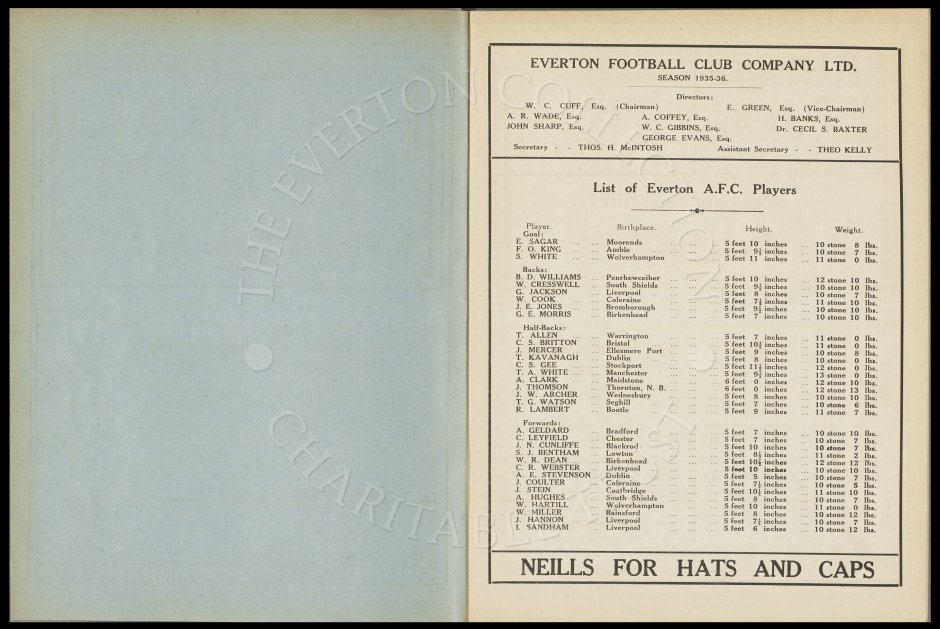 EVERTON FOOTBALL CLUB COMPANY LTD.
SEASON 1935-36.
Directors:
W. C. CUFF, Esq. (Chairman) E. GREEN, Esq. (Vice-Chairman)
A. R. WADE, Esq. A. COFFEY, Esq. H. BANKS, Esq.
JOHN SHARP, Esq. W. C. GIBBINS, Esq. Dr. CECIL S. BAXTER
GEORGE EVANS, Esq.
Secretary - - THOS. H. McINTOSH Assistant Secretary - - THEO KELLY
List of Everton A.F.C. Players
Player. Birthplace. Height. Weight.
Goal:
E. SAGAR ... ... Moorends ... ... 5 feet 10 inches ... 10 stone 8 lbs.
F. O. KING ... Amble ... ... 5 feet 9½ inches ... 10 stone 7 lbs.
S. WHITE ... ... Wolverhampton ... ... 5 feet 11 inches ... 11 stone 0 lbs.
Backs:
B. D. WILLIAMS ... Penrhewceiber ... ... 5 feet 10 inches ... 12 stone 10 lbs.
W. CRESSWELL ... South Shields ... ... 5 feet 9½ inches ... 10 stone 10 lbs.
G. JACKSON ... Liverpool ... ... 5 feet 8 inches ... 10 stone 7 lbs.
W. COOK ... Coleraine ... ... 5 feet 7½ inches ... 11 stone 10 lbs.
J. E. JONES ... Bromborough ... ... 5 feet 9½ inches ... 10 stone 10 lbs.
G. E. MORRIS ... Birkenhead ... ... 5 feet 7 inches ... 10 stone 10 lbs.
Half-Backs:
T. ALLEN ... Warrington ... ... 5 feet 7 inches ... 11 stone 0 lbs.
C. S. BRITTON ... Bristol ... ... 5 feet 10½ inches ... 11 stone 0 lbs.
J. MERCER ... Ellesmere Port ... ... 5 feet 9 inches ... 10 stone 8 lbs.
T. KAVANAGH ... Dublin ... ... 5 feet 8 inches ... 10 stone 0 lbs.
C. S. GEE ... Stockport ... ... 5 feet 11½ inches ... 12 stone 0 lbs.
T. A. WHITE ... ... Manchester ... ... 5 feet 9½ inches ... 13 stone 0 lbs.
A. CLARK ... Maidstone ... ... 6 feet 0 inches ... 12 stone 10 lbs.
J. THOMSON ... Thornton, N. B. ... ... 6 feet 0 inches ... 12 stone 13 lbs.
J. W. ARCHER ... Wednesbury ... ... 5 feet 8 inches ... 10 stone 10 lbs.
T. G. WATSON ... Seghill ... ... 5 feet 7 inches ... 10 stone 6 lbs.
R. LAMBERT ... Bootle ... ... 5 feet 9 inches ... 11 stone 7 lbs.
Forwards:
A. GELDARD ... Bradford ... ... 5 feet 7 inches ... 10 stone 10 lbs.
C. LEYFIELD ... Chester ... ... 5 feet 7 inches ... 10 stone 7 lbs.
J. N. CUNLIFFE ... Blackrod ... ... 5 feet 10 inches ... 10 stone 7 lbs.
S. J. BENTHAM ... Lowton ... ... 5 feet 8½ inches ... 11 stone 2 lbs.
W. R. DEAN ... Birkenhead ... ... 5 feet 10½ inches ... 12 stone 12 lbs.
C. R. WEBSTER ... Liverpool ... ... 5 feet 10 inches ... 10 stone 10 lbs.
A. E. STEVENSON ... Dublin ... ... 5 feet 5 inches ... 10 stone 7 lbs.
J. COULTER ... Coleraine ... ... 5 feet 7½ inches ... 10 stone 5 lbs.
J. STEIN ... Coatbridge ... ... 5 feet 10½ inches ... 11 stone 10 lbs.
A. HUGHES ... South Shields ... ... 5 feet 8 inches ... 10 stone 7 lbs.
W. HARTILL ... Wolverhampton ... ... 5 feet 10 inches ... 11 stone 0 lbs.
W. MILLER ... Bainsford ... ... 5 feet 8 inches ... 10 stone 12 lbs.
J. HANNON ... Liverpool ... ... 5 feet 7½ inches ... 10 stone 7 lbs.
I. SANDHAM ... Liverpool ... ... 5 feet 6 inches ... 10 stone 12 lbs.
NEILLS FOR HATS AND CAPS
THE EVERTON COLLECTION
CHARITABLE TRUST